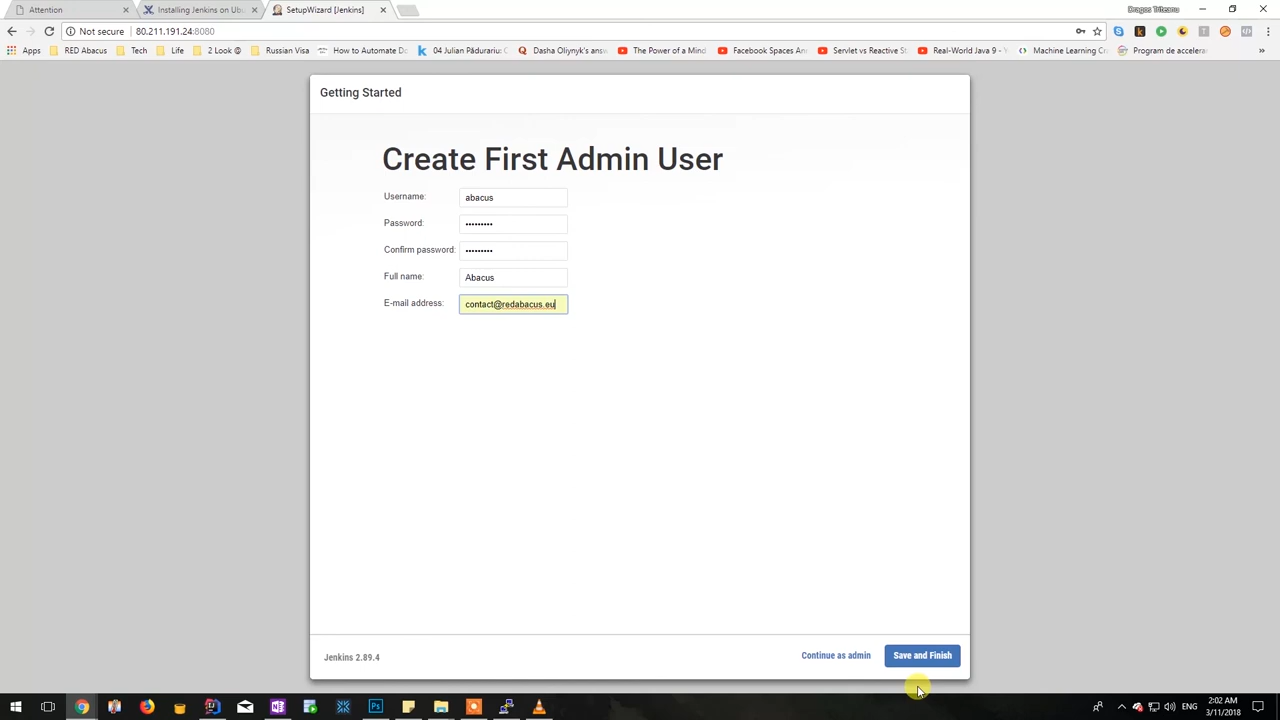 Attention
Installing Jenkins on Ubu
SetupWizard [Jenkins]
Dragos Triteanu
Not secure
80.211.191.24:8080
Apps
RED Abacus
Tech
2 Look @
Life
Russian Visa
How to Automate Do
04 Julian Pădurariu: C
Dasha Oliynyk's answ
The Power of a Mind
Facebook Spaces An
Servlet vs Reactive St
Real-World Java 9 - Y
Machine Learning Cr
Program de accelera
Getting Started
Create First Admin User
Username:
abacus
Password:
•••••••••
Confirm password:
•••••••••
Full name:
Abacus
E-mail address:
contact@redabacus.eu
Jenkins 2.89.4
Continue as admin
Save and Finish
ENG
2:02 AM
3/11/2018